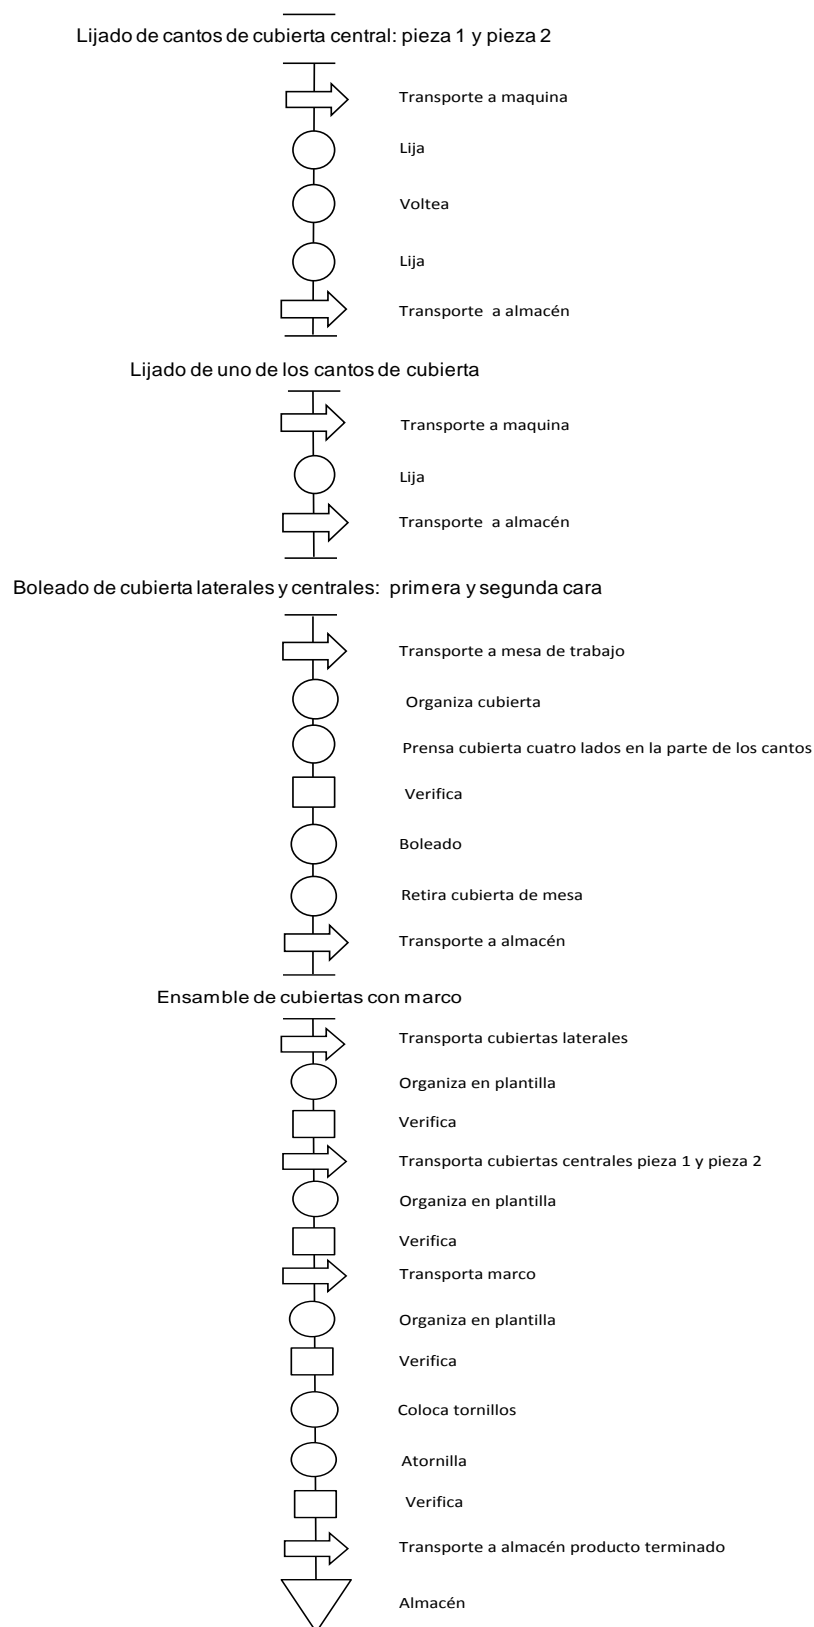 Lijado de cantos de cubierta central: pieza 1 y pieza 2
Transporte a maquina
Lija
Voltea
Lija
Transporte a almacén
Lijado de uno de los cantos de cubierta
Transporte a maquina
Lija
Transporte a almacén
Boleado de cubierta laterales y centrales: primera y segunda cara
Transporte a mesa de trabajo
Organiza cubierta
Prensa cubierta cuatro lados en la parte de los cantos
Verifica
Boleado
Retira cubierta de mesa
Transporte a almacén
Ensamble de cubiertas con marco
Transporta cubiertas laterales
Organiza en plantilla
Verifica
Transporta cubiertas centrales pieza 1 y pieza 2
Organiza en plantilla
Verifica
Transporta marco
Organiza en plantilla
Verifica
Coloca tornillos
Atornilla
Verifica
Transporte a almacén producto terminado
Almacén